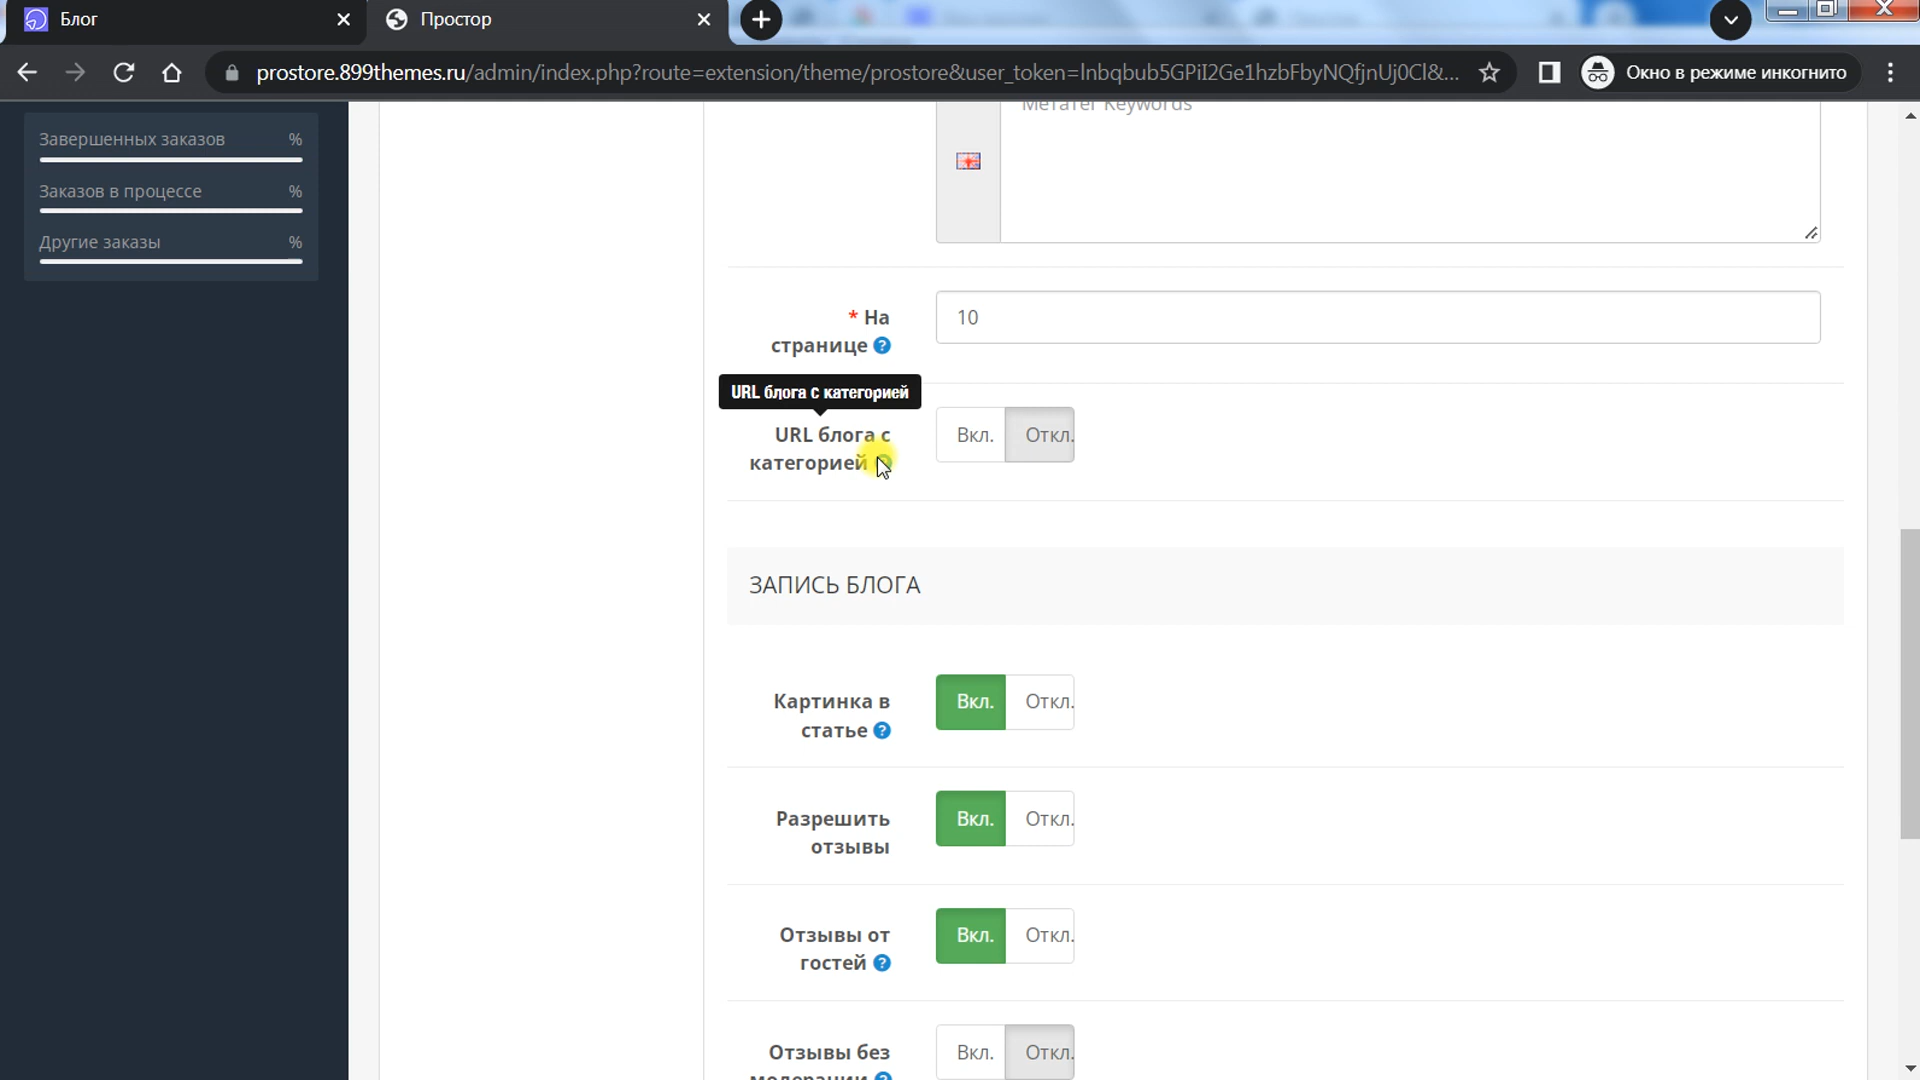 Блог
Простор
prostore.899themes.ru/admin/index.php?route=extension/theme/prostore&user_token=lnbqbub5GPiI2Ge1hzbFbyNQfjnUj0Cl&...
Окно в режиме инкогнито
Завершенных заказов %
Заказов в процессе %
Другие заказы %
Метатег Keywords
* На
странице ?
10
URL блога с категорией
URL блога с
категорией
Вкл. Откл.
ЗАПИСЬ БЛОГА
Картинка в
статье ?
Вкл. Откл.
Разрешить
отзывы
Вкл. Откл.
Отзывы от
гостей ?
Вкл. Откл.
Отзывы без
модерации ?
Вкл. Откл.